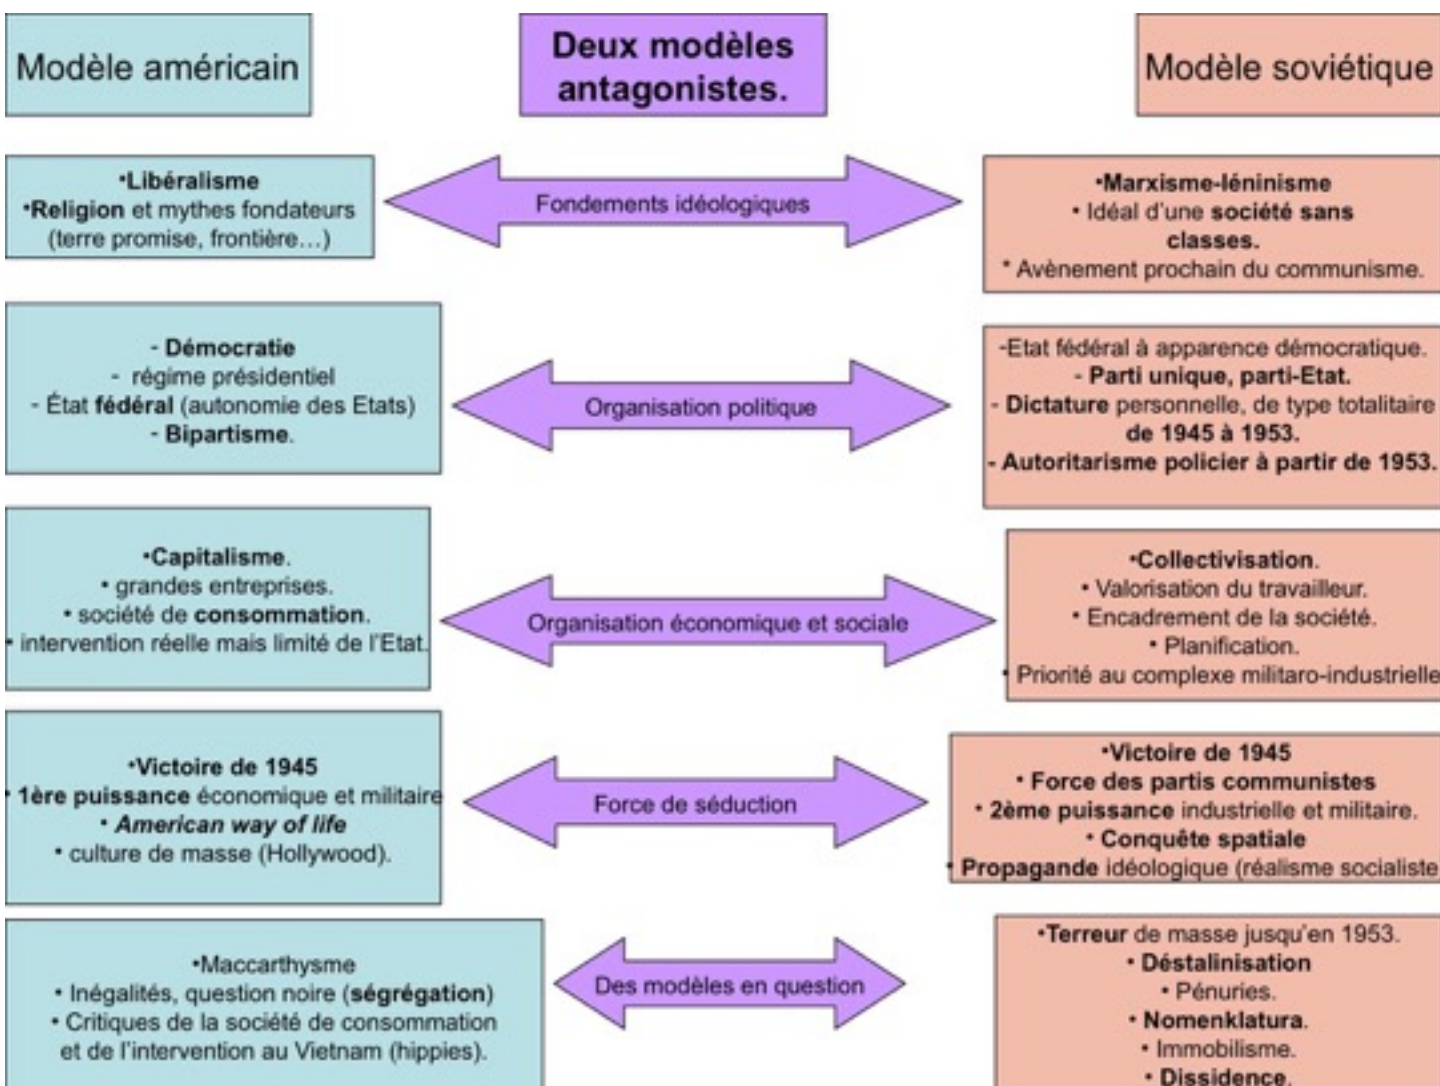 Modèle américain
Deux modèles
antagonistes.
Modèle soviétique
•Libéralisme
•Religion et mythes fondateurs
(terre promise, frontière…)
Fondements idéologiques
•Marxisme-léninisme
• Idéal d'une société sans
classes.
* Avènement prochain du communisme.
- Démocratie
- régime présidentiel
- État fédéral (autonomie des Etats)
- Bipartisme.
Organisation politique
-Etat fédéral à apparence démocratique.
- Parti unique, parti-Etat.
- Dictature personnelle, de type totalitaire
de 1945 à 1953.
- Autoritarisme policier à partir de 1953.
•Capitalisme.
• grandes entreprises.
• société de consommation.
• intervention réelle mais limité de l'Etat.
Organisation économique et sociale
•Collectivisation.
• Valorisation du travailleur.
• Encadrement de la société.
• Planification.
• Priorité au complexe militaro-industrielle
•Victoire de 1945
• 1ère puissance économique et militaire
• American way of life
• culture de masse (Hollywood).
Force de séduction
•Victoire de 1945
• Force des partis communistes
• 2ème puissance industrielle et militaire.
• Conquête spatiale
• Propagande idéologique (réalisme socialiste
•Maccarthysme
• Inégalités, question noire (ségrégation)
• Critiques de la société de consommation
et de l'intervention au Vietnam (hippies).
Des modèles en question
•Terreur de masse jusqu'en 1953.
• Déstalinisation
• Pénuries.
• Nomenklatura.
• Immobilisme.
• Dissidence.